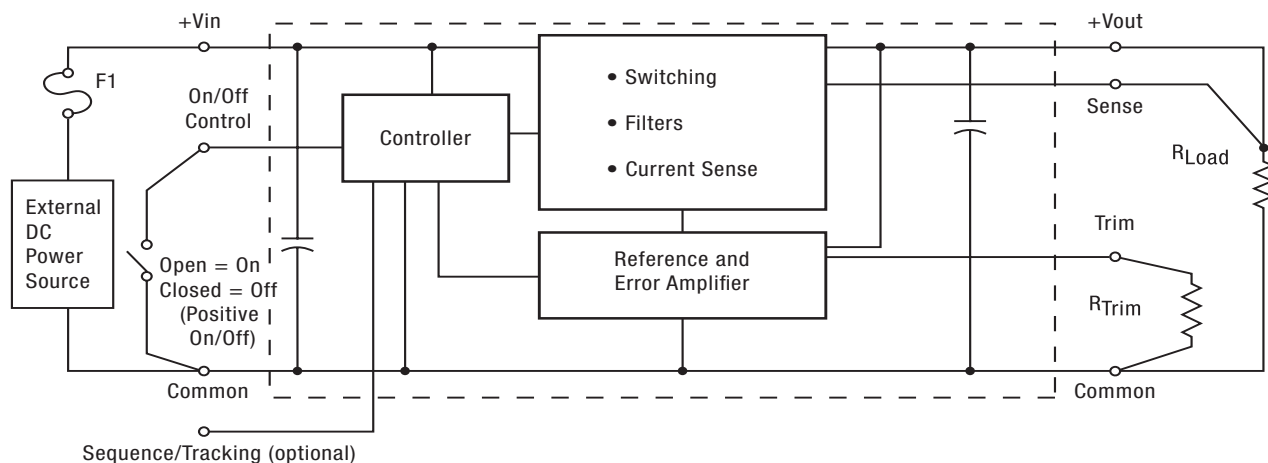 +Vin
+Vout
F1
On/Off
Control
• Switching
Sense
Controller
• Filters
• Current Sense
RLoad
External
DC
Power
Source
Open = On
Closed = Off
(Positive
On/Off)
Reference and
Error Amplifier
Trim
RTrim
Common
Common
Sequence/Tracking (optional)